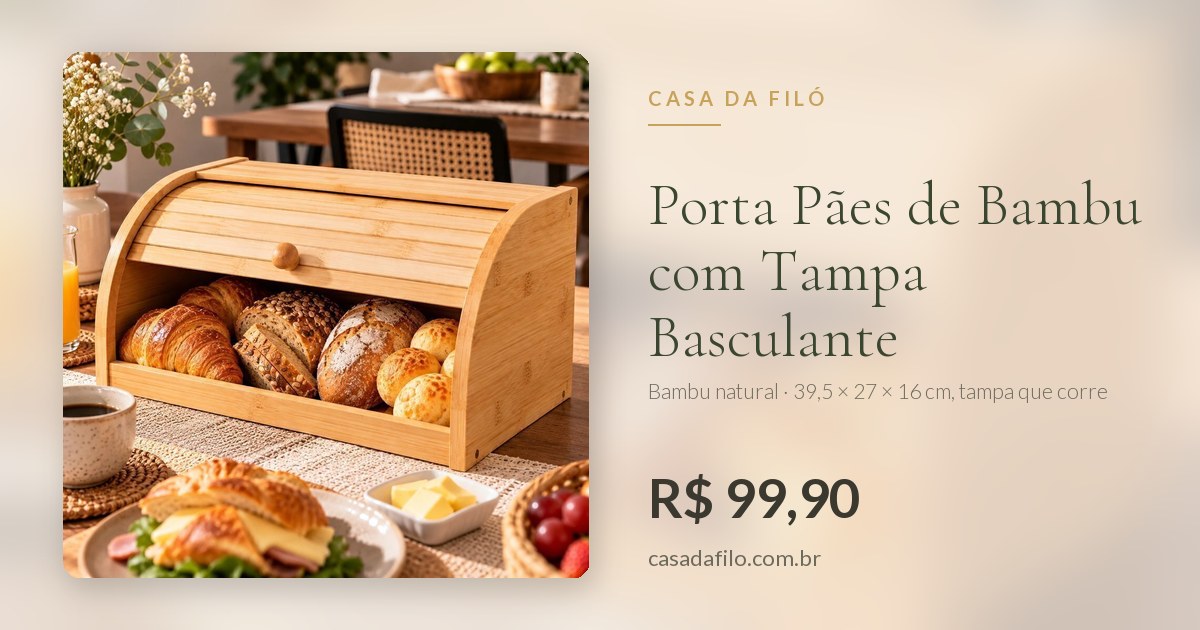 CASA DA FILÓ
Porta Pães de Bambu
com Tampa
Basculante
Bambu natural · 39,5 × 27 × 16 cm, tampa que corre
R$ 99,90
casadafilo.com.br